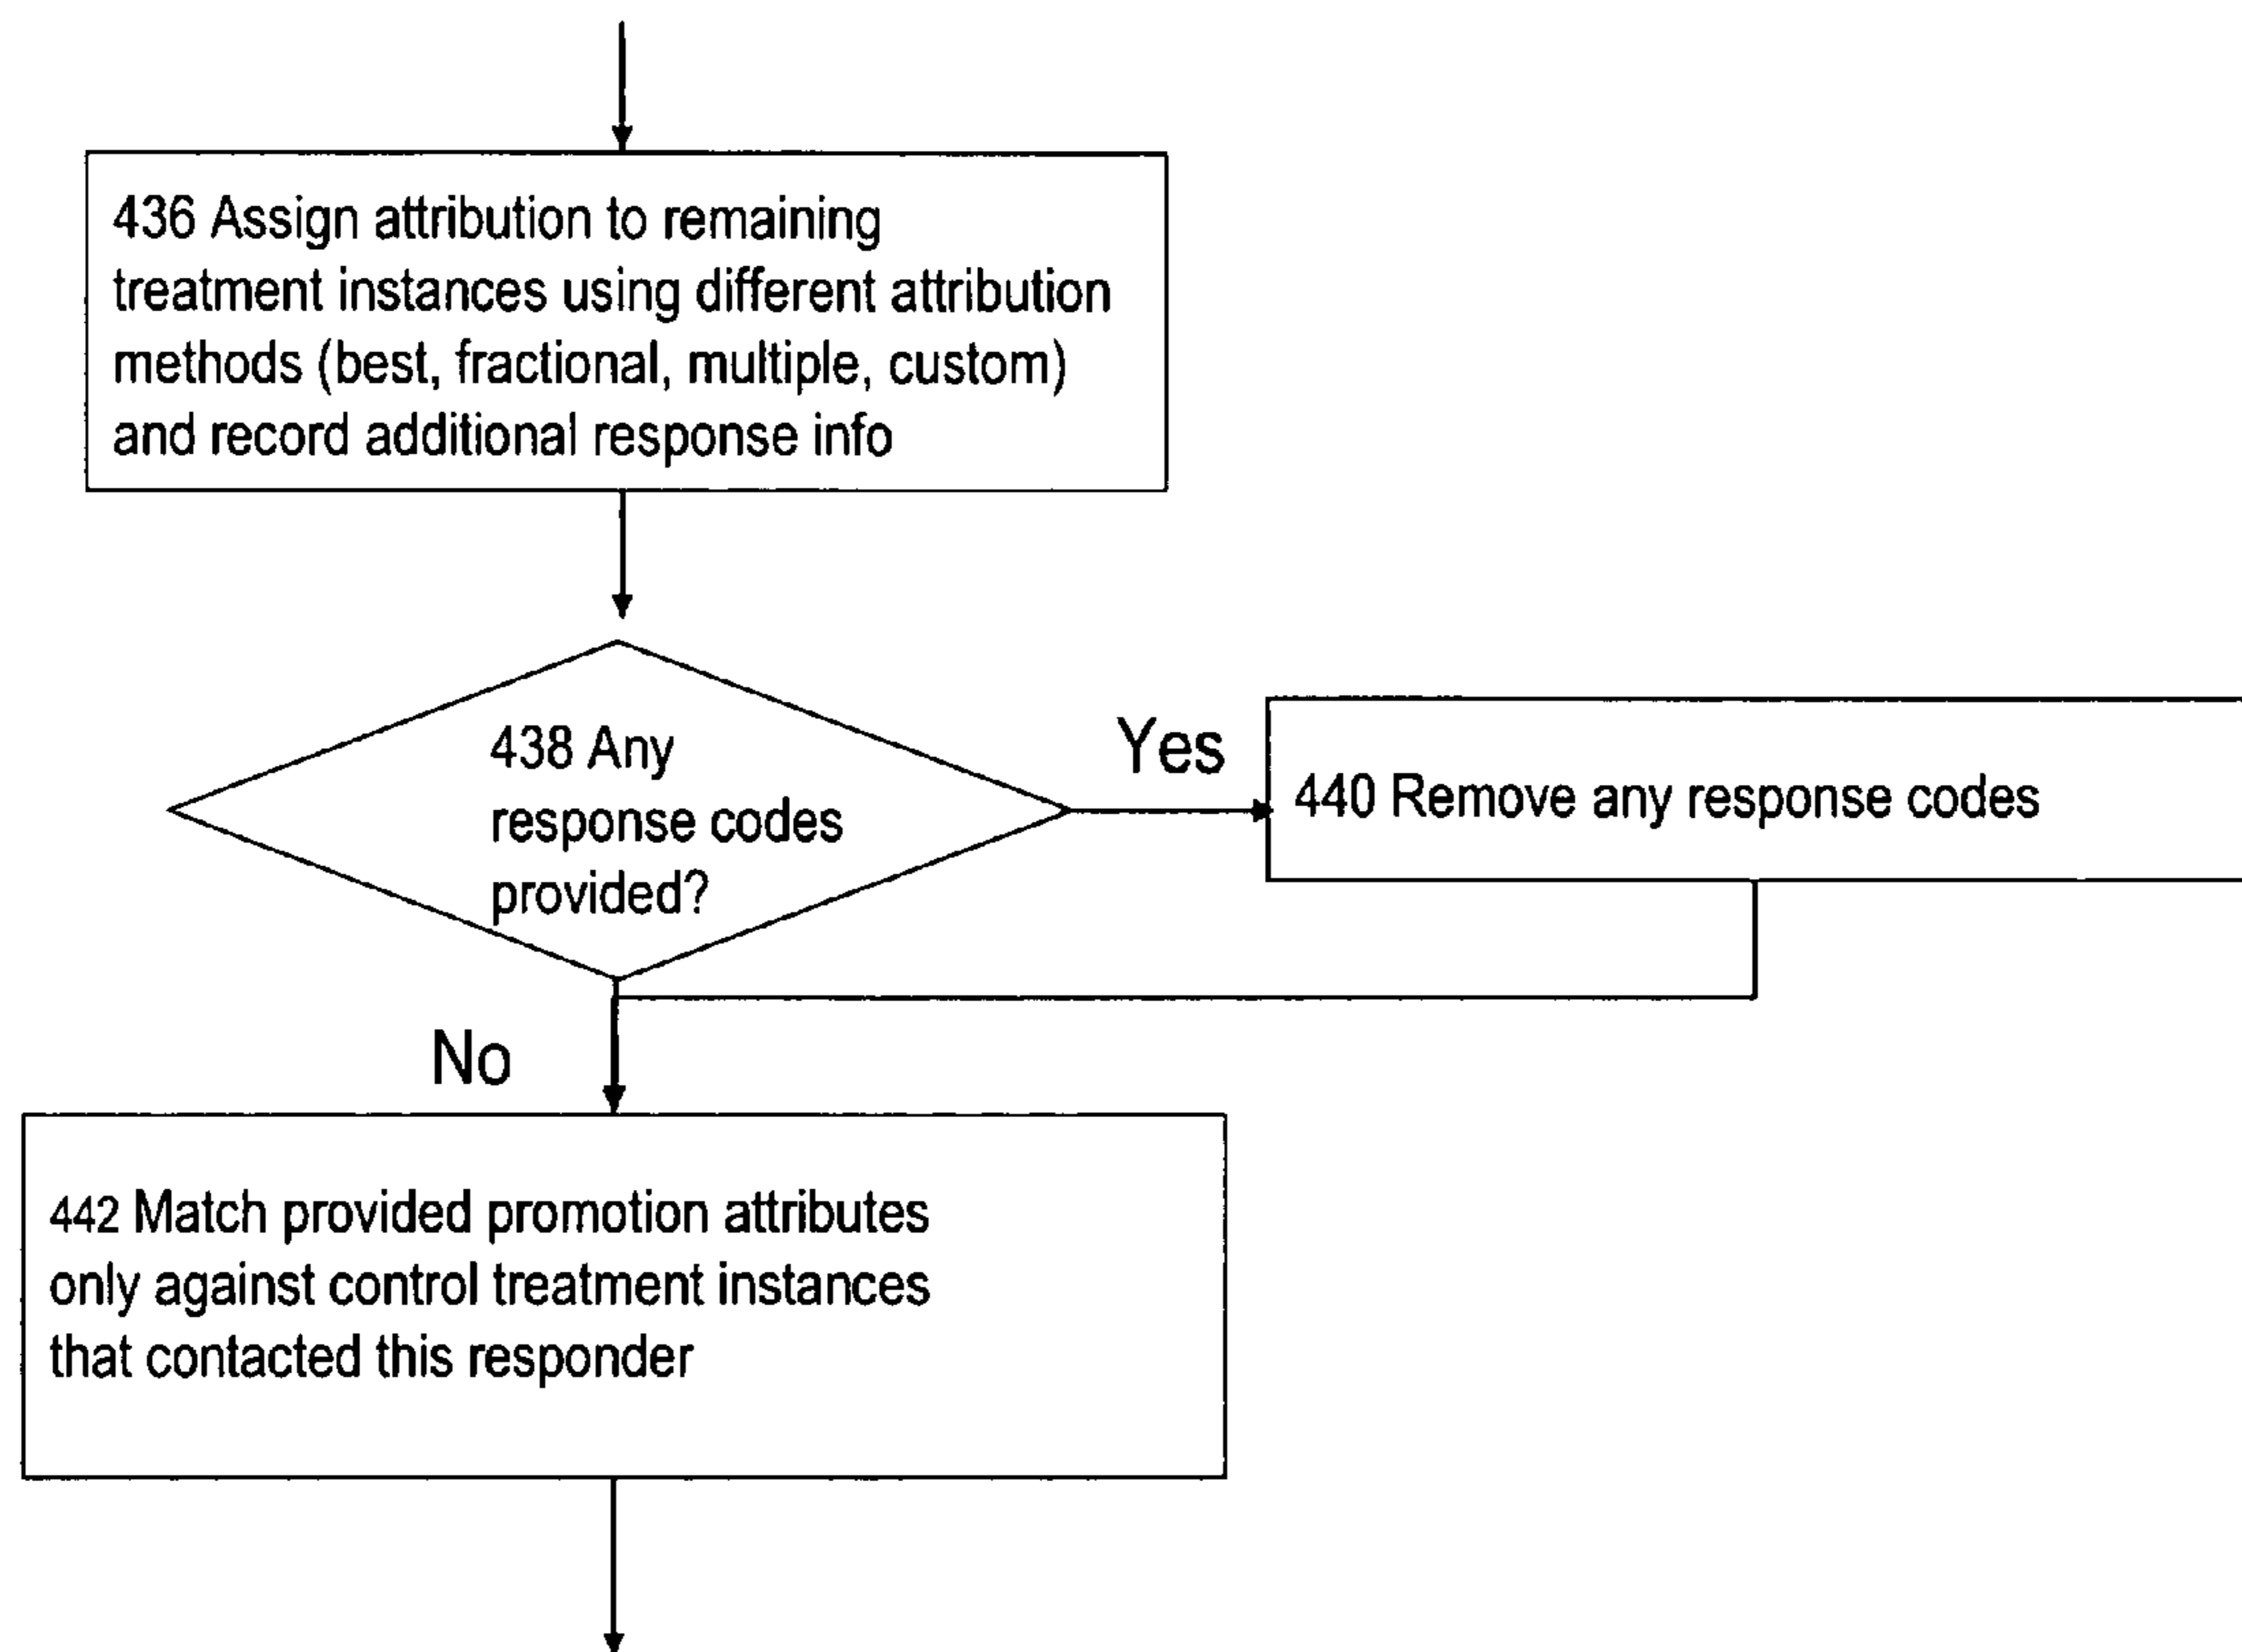 436 Assign attribution to remaining
treatment instances using different attribution
methods (best, fractional, multiple, custom)
and record additional response info
438 Any
response codes
provided?
Yes
440 Remove any response codes
No
442 Match provided promotion attributes
only against control treatment instances
that contacted this responder